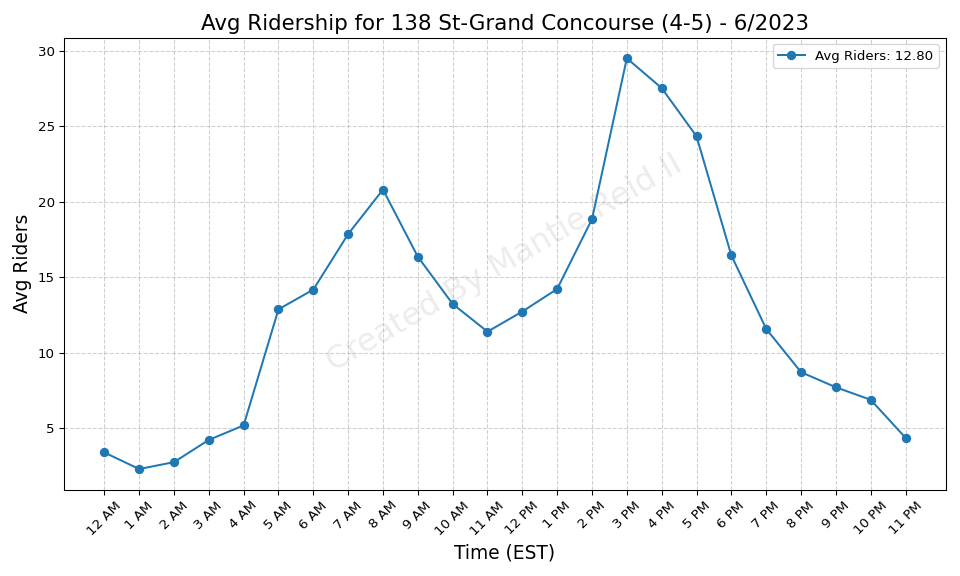 Avg Ridership for 138 St-Grand Concourse (4-5) - 6/2023
Avg Riders: 12.80
30
25
20
15
10
5
Avg Riders
Created By Mantie Reid II
12 AM
1 AM
2 AM
3 AM
4 AM
5 AM
6 AM
7 AM
8 AM
9 AM
10 AM
11 AM
12 PM
1 PM
2 PM
3 PM
4 PM
5 PM
6 PM
7 PM
8 PM
9 PM
10 PM
11 PM
Time (EST)